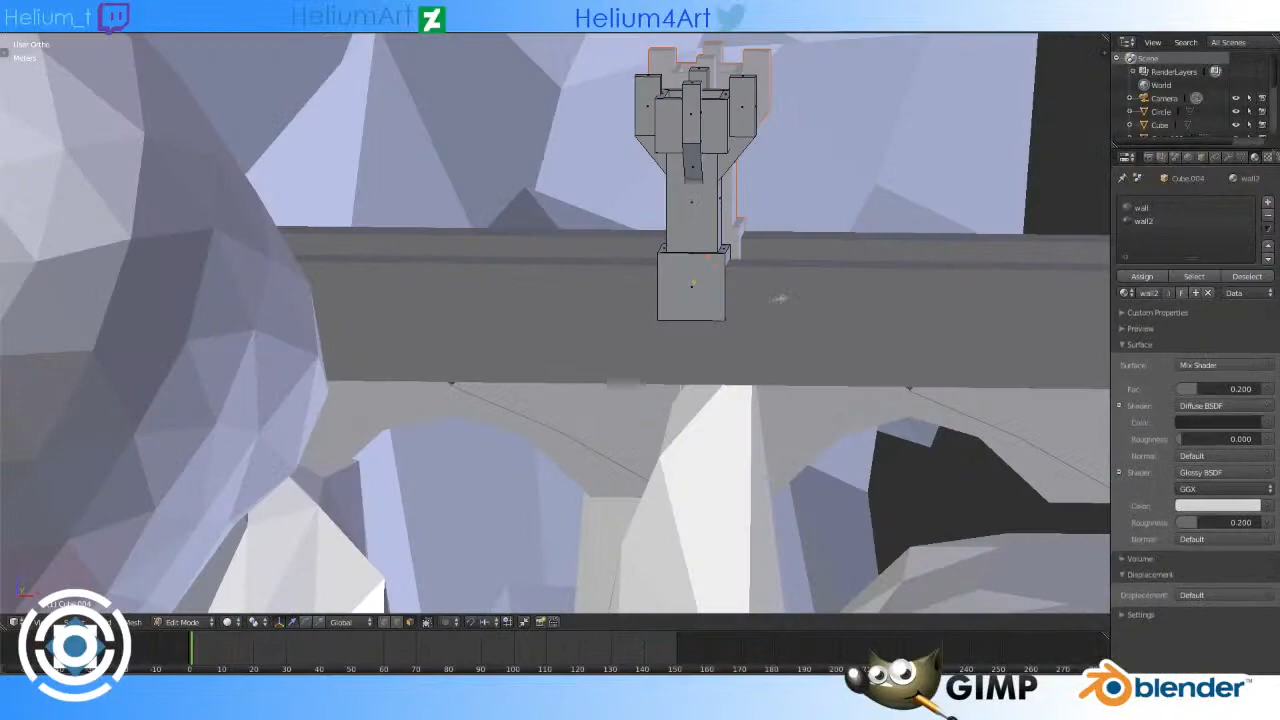 Helium_t
HeliumArt
Helium4Art
User Ortho
Meters
View Search All Scenes
Scene
RenderLayers
World
Camera
Circle
Cube
Cube.004 wall2
wall
wall2
Assign Select Deselect
wall2 F Data
Custom Properties
Preview
Surface
Surface: Mix Shader
Fac: 0.200
Shader: Diffuse BSDF
Color:
Roughness: 0.000
Normal: Default
Shader: Glossy BSDF
GGX
Color:
Roughness: 0.200
Normal: Default
Volume
Displacement
Displacement: Default
Settings
Cube.004
Mesh Edit Mode Global
-10 0 10 20 30 40 50 60 70 80 90 100 110 120 130 140 150 160 170 180 190 200 240 250 260 270
GIMP
blender